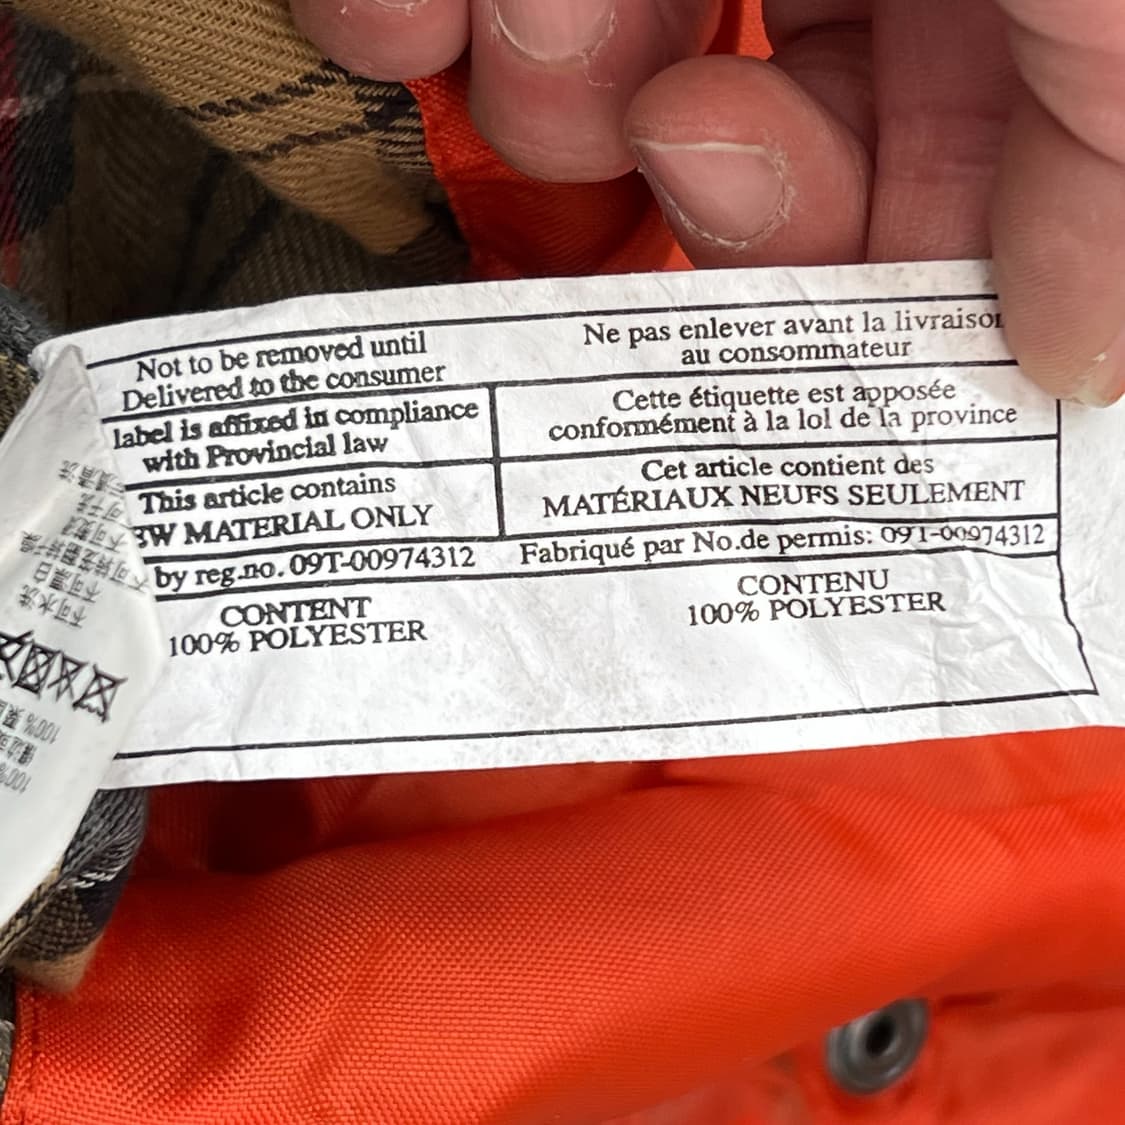 Not to be removed until
Delivered to the consumer
Ne pas enlever avant la livraison
au consommateur
label is affixed in compliance
with Provincial law
Cette étiquette est apposée
conformément à la lol de la province
This article contains
MATERIAL ONLY
Cet article contient des
MATÉRIAUX NEUFS SEULEMENT
by reg.no. 09T-00974312
Fabriqué par No.de permis: 09T-00974312
CONTENT
100% POLYESTER
CONTENU
100% POLYESTER
100%
100%